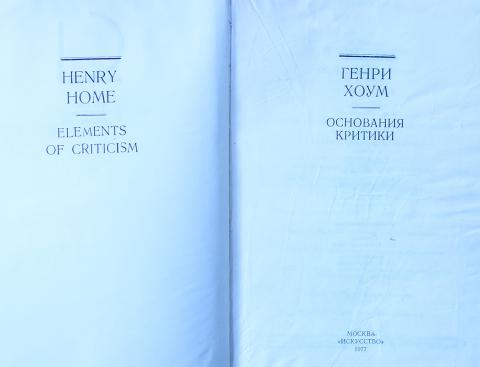 HENRY
HOME
ELEMENTS
OF CRITICISM
ГЕНРИ
ХОУМ
ОСНОВАНИЯ
КРИТИКИ
МОСКВА
«ИСКУССТВО»
1977